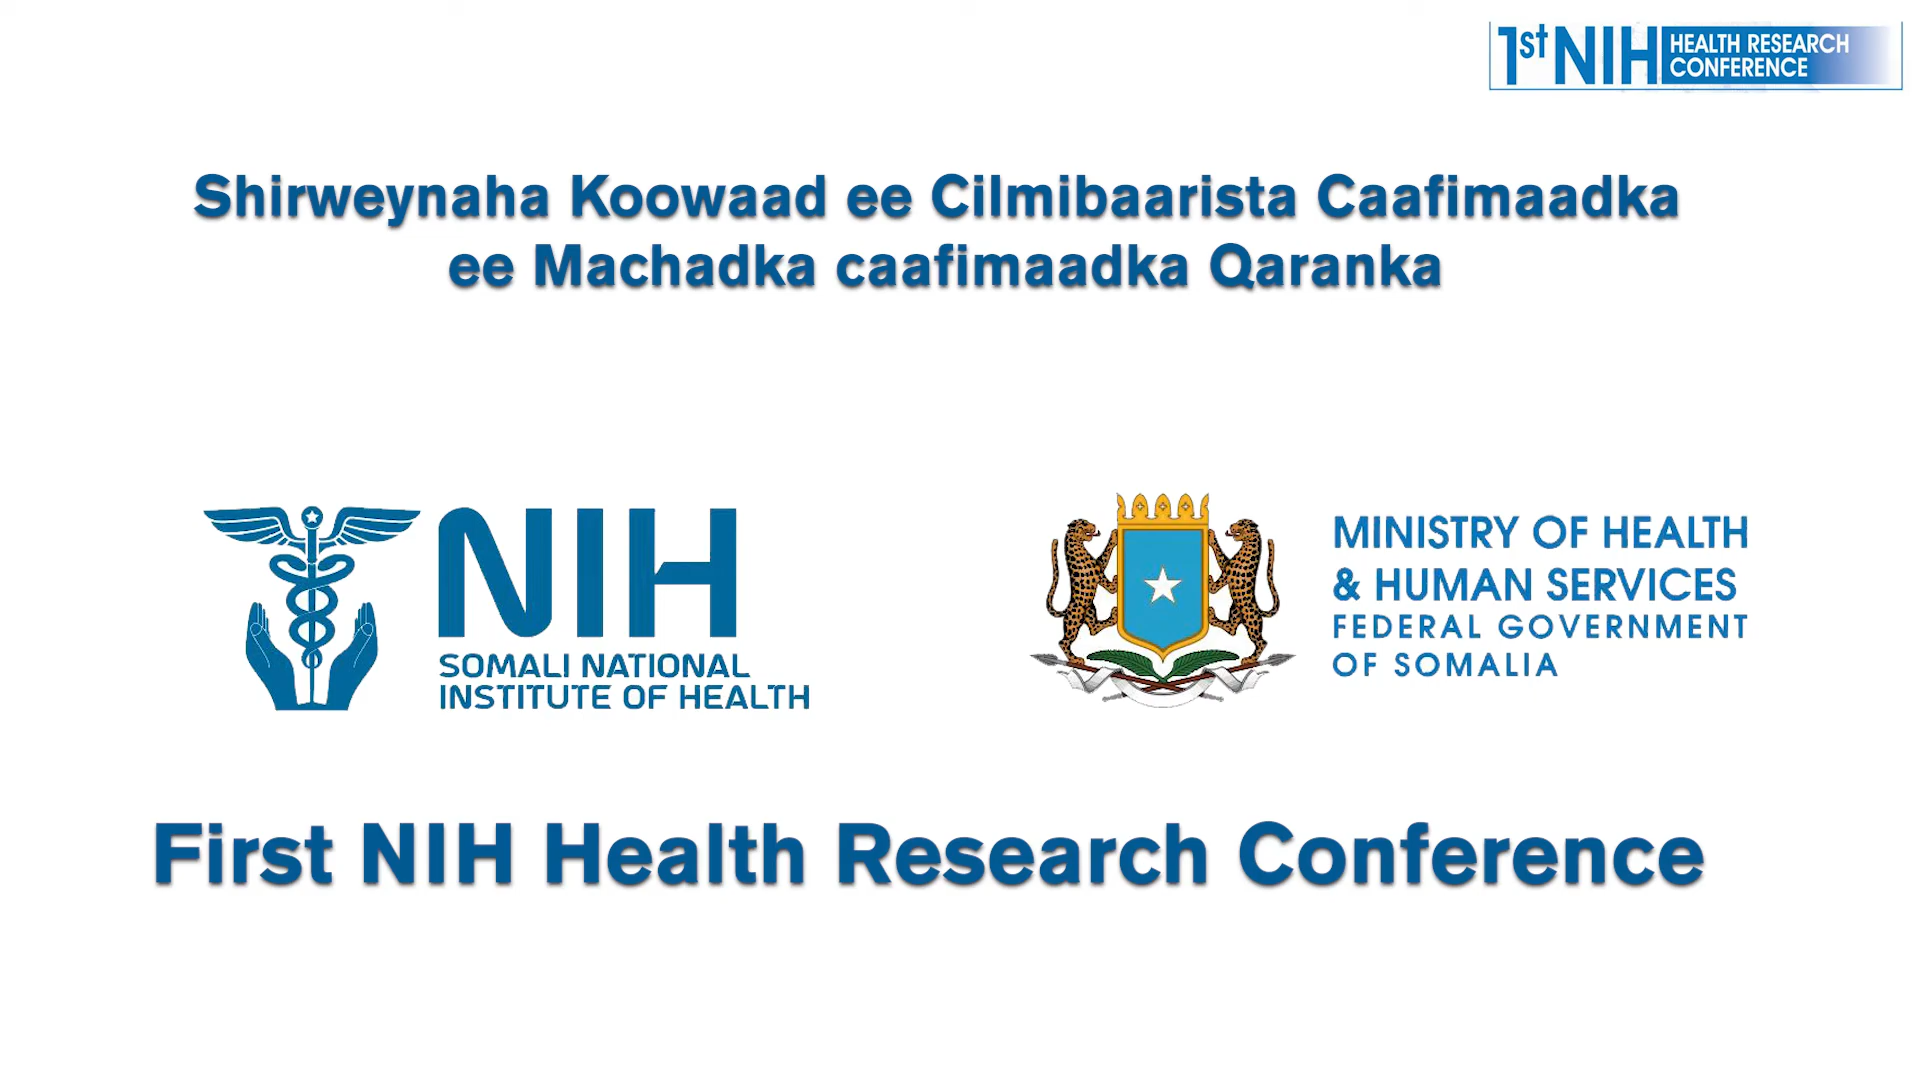 1st NIH HEALTH RESEARCH
CONFERENCE
Shirweynaha Koowaad ee Cilmibaarista Caafimaadka
ee Machadka caafimaadka Qaranka
NIH
SOMALI NATIONAL
INSTITUTE OF HEALTH
MINISTRY OF HEALTH
& HUMAN SERVICES
FEDERAL GOVERNMENT
OF SOMALIA
First NIH Health Research Conference